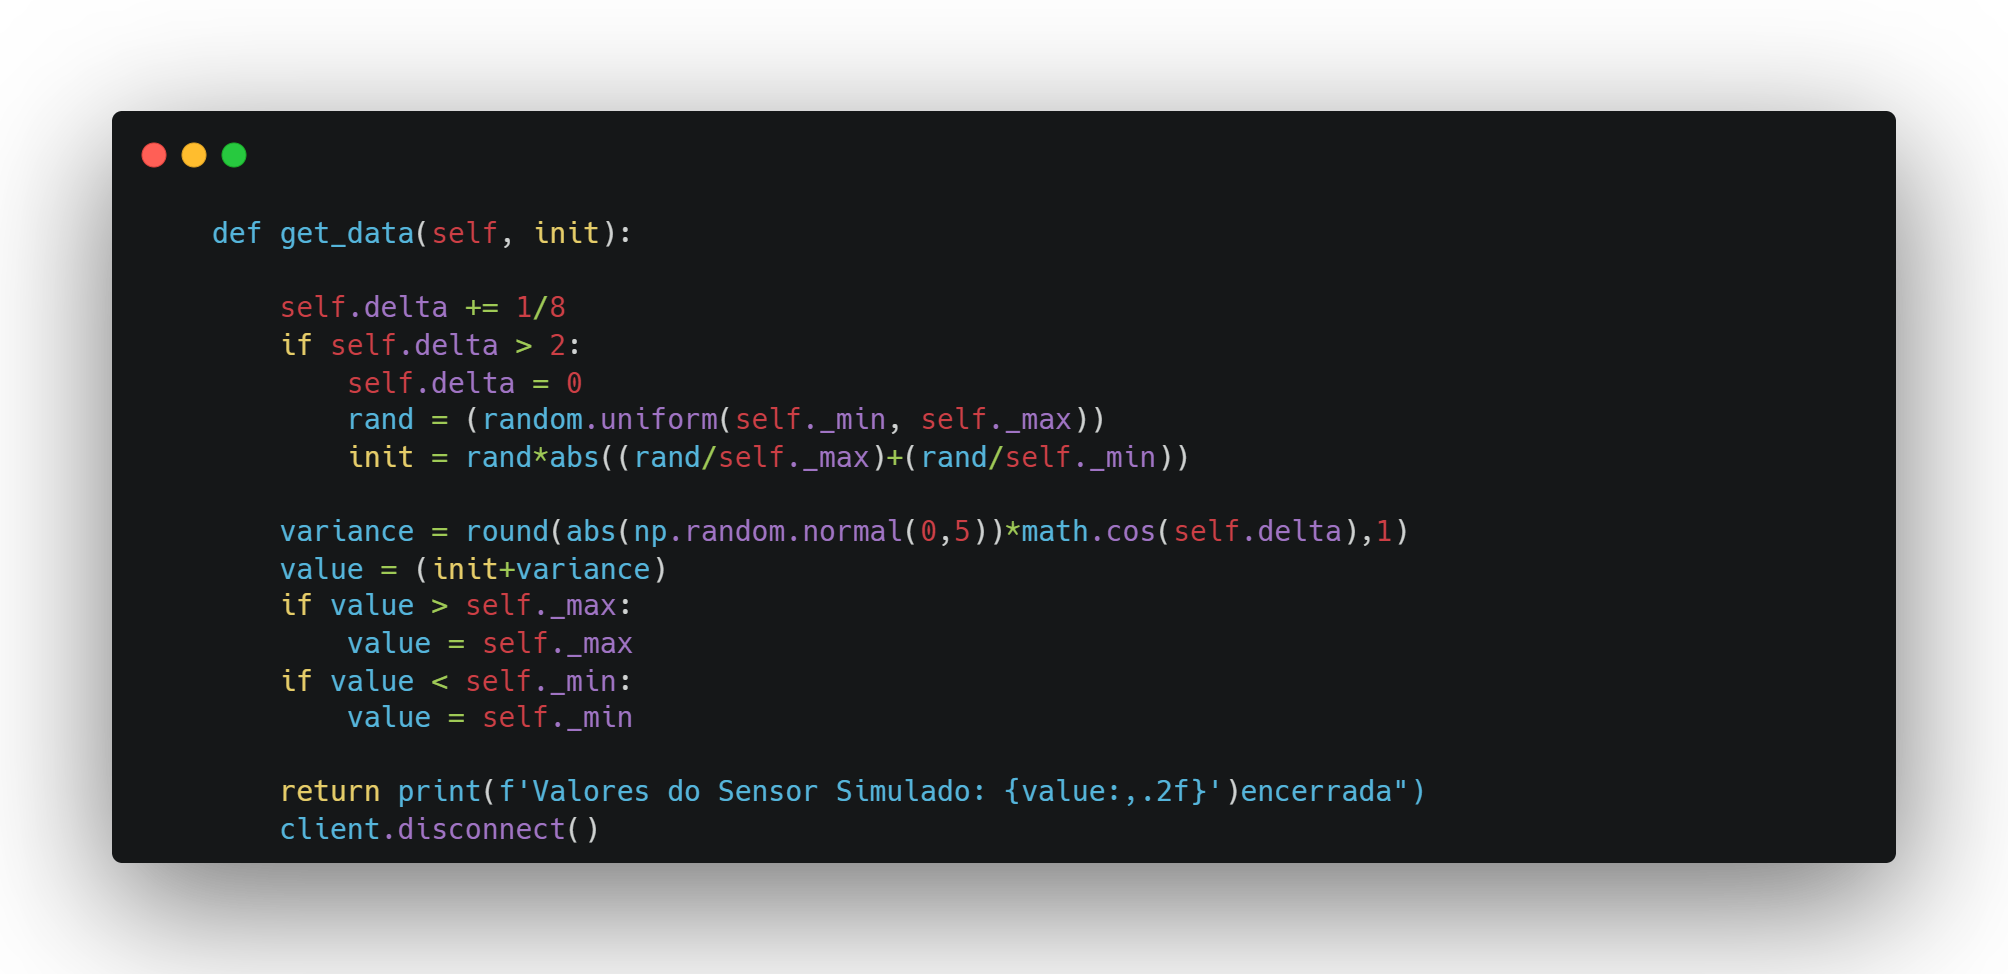 def get_data(self, init):
self.delta += 1/8
if self.delta > 2:
self.delta = 0
rand = (random.uniform(self._min, self._max))
init = rand*abs((rand/self._max)+(rand/self._min))
variance = round(abs(np.random.normal(0,5))*math.cos(self.delta),1)
value = (init+variance)
if value > self._max:
value = self._max
if value < self._min:
value = self._min
return print(f'Valores do Sensor Simulado: {value:,.2f}')encerrada")
client.disconnect()